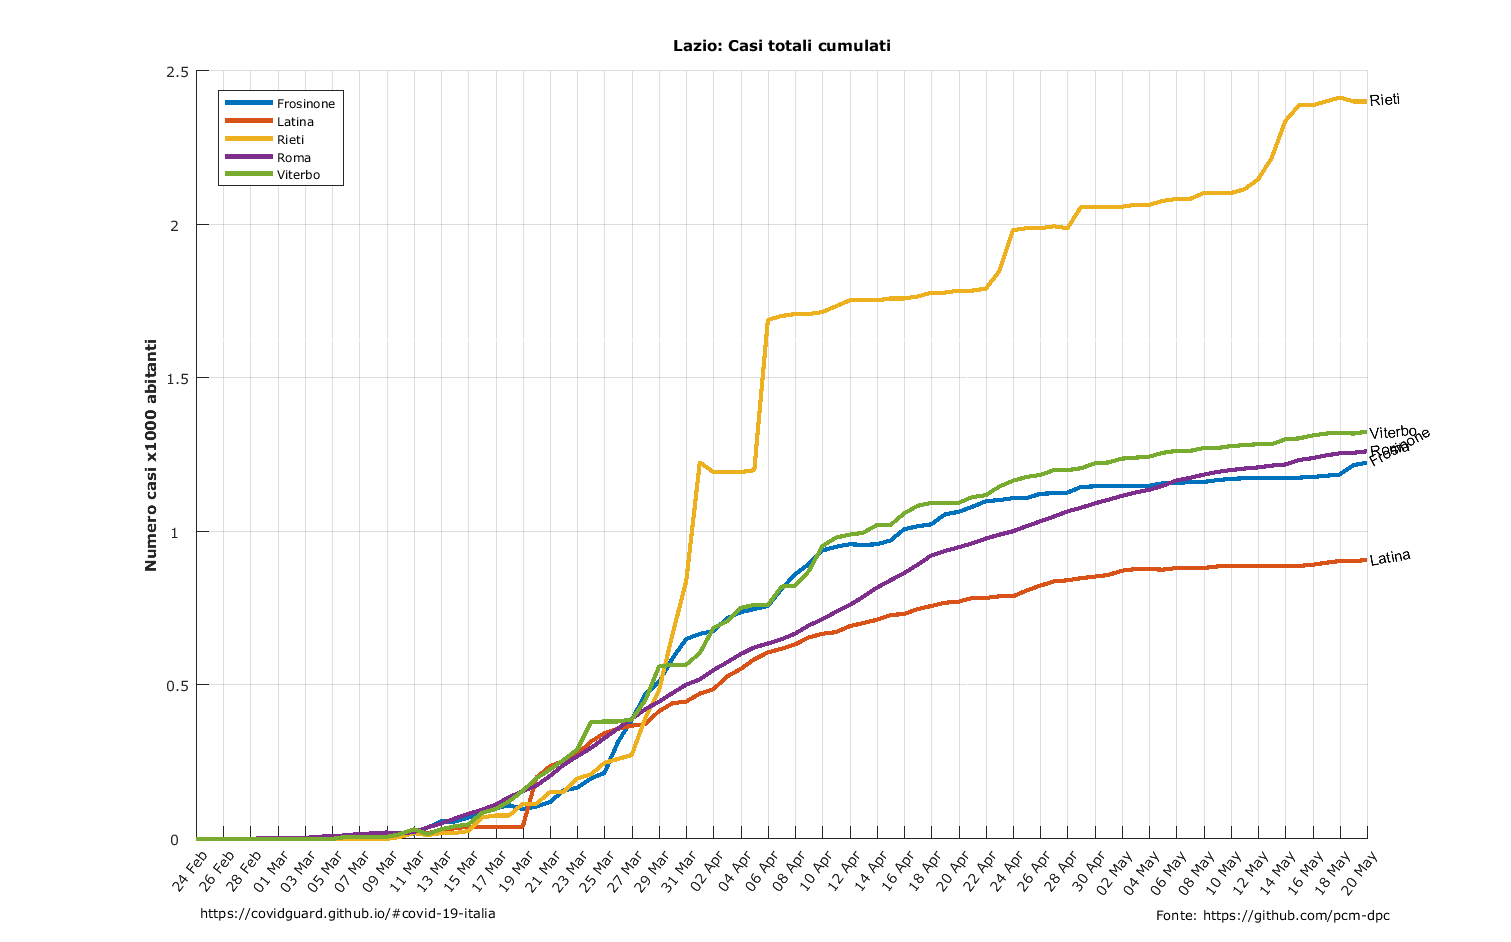 Lazio: Casi totali cumulati
2.5
2
1.5
1
0.5
0
Numero casi x1000 abitanti
Frosinone
Latina
Rieti
Roma
Viterbo
Rieti
Viterbo
Roma
Frosinone
Latina
24 Feb
26 Feb
28 Feb
01 Mar
03 Mar
05 Mar
07 Mar
09 Mar
11 Mar
13 Mar
15 Mar
17 Mar
19 Mar
21 Mar
23 Mar
25 Mar
27 Mar
29 Mar
31 Mar
02 Apr
04 Apr
06 Apr
08 Apr
10 Apr
12 Apr
14 Apr
16 Apr
18 Apr
20 Apr
22 Apr
24 Apr
26 Apr
28 Apr
30 Apr
02 May
04 May
06 May
08 May
10 May
12 May
14 May
16 May
18 May
20 May
https://covidguard.github.io/#covid-19-italia
Fonte: https://github.com/pcm-dpc